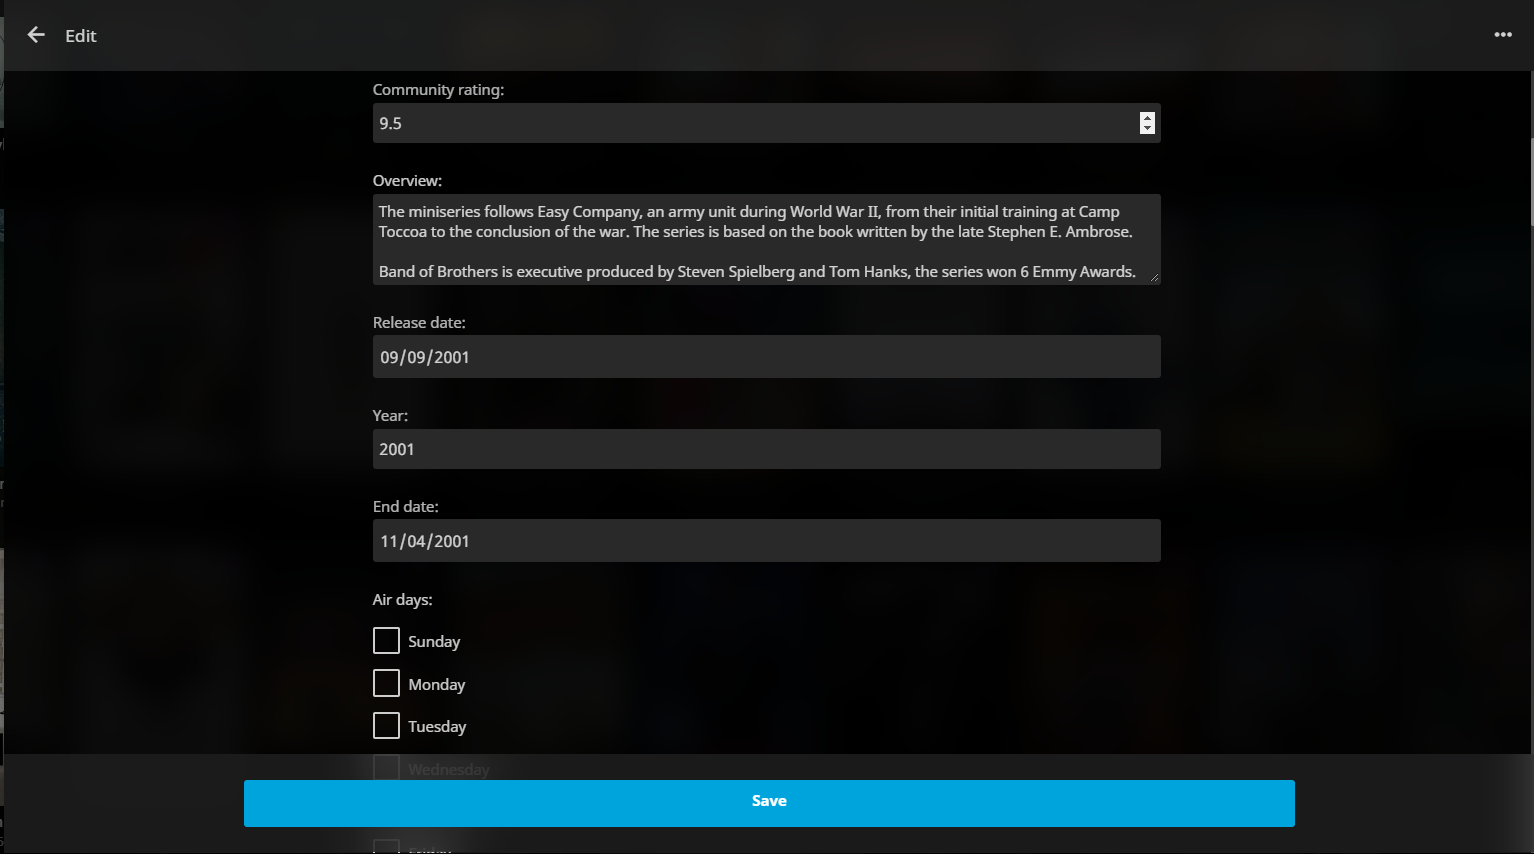 Edit
Community rating:
9.5
Overview:
The miniseries follows Easy Company, an army unit during World War II, from their initial training at Camp
Toccoa to the conclusion of the war. The series is based on the book written by the late Stephen E. Ambrose.
Band of Brothers is executive produced by Steven Spielberg and Tom Hanks, the series won 6 Emmy Awards.
Release date:
09/09/2001
Year:
2001
End date:
11/04/2001
Air days:
Sunday
Monday
Tuesday
Wednesday
Save